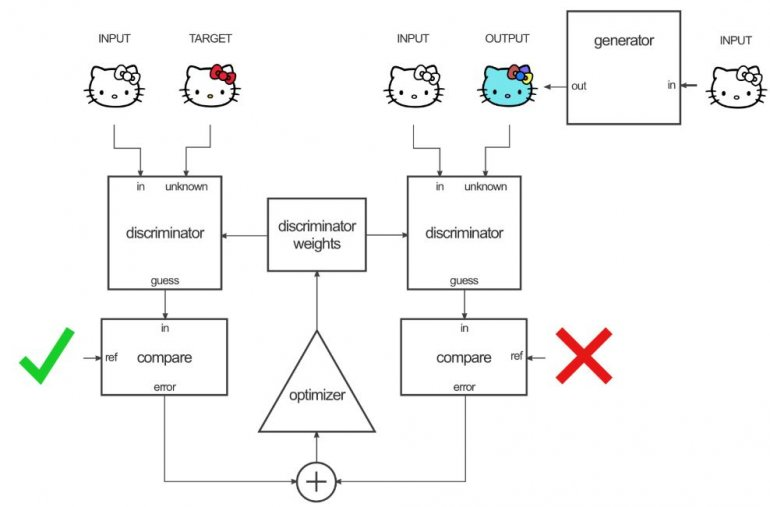 INPUT
TARGET
INPUT
OUTPUT
generator
INPUT
out
in
in
unknown
discriminator
guess
discriminator
weights
in
unknown
discriminator
guess
in
ref
compare
error
optimizer
in
ref
compare
error